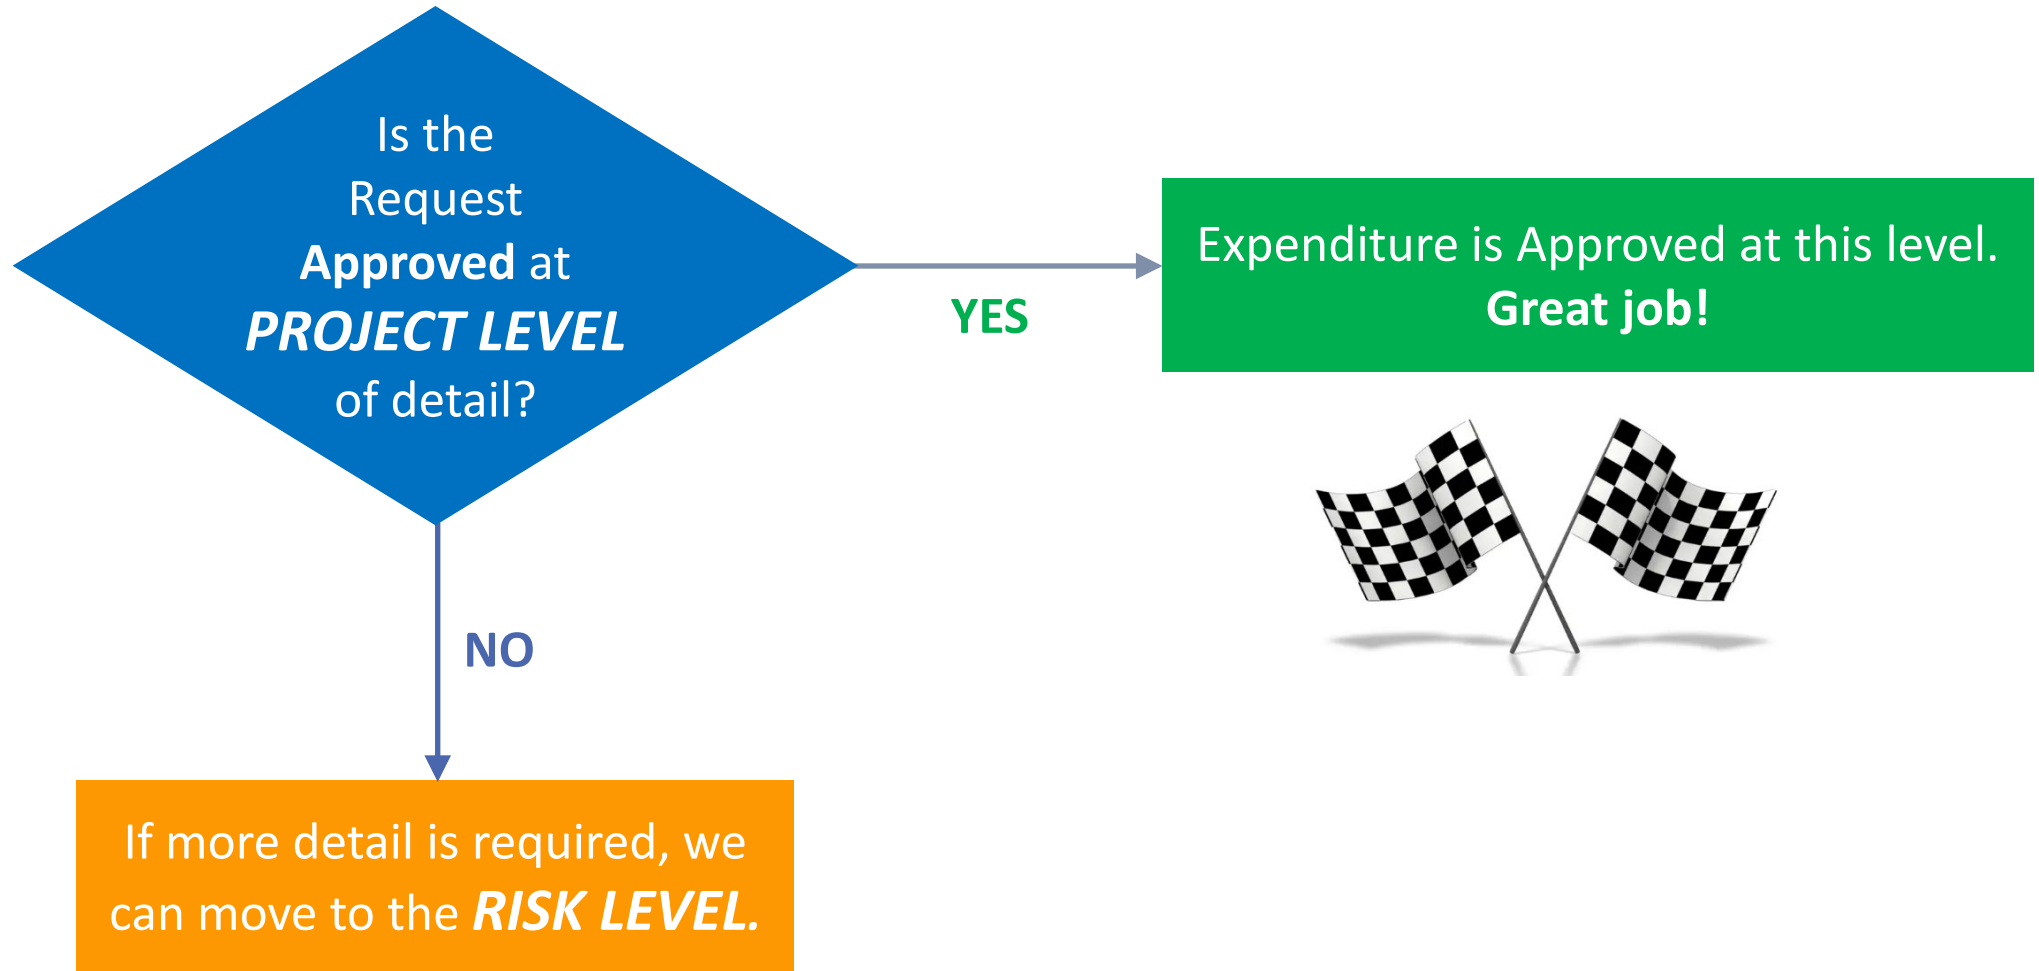 Is the
Request
Approved at
PROJECT LEVEL
of detail?
YES
Expenditure is Approved at this level.
Great job!
NO
If more detail is required, we
can move to the RISK LEVEL.